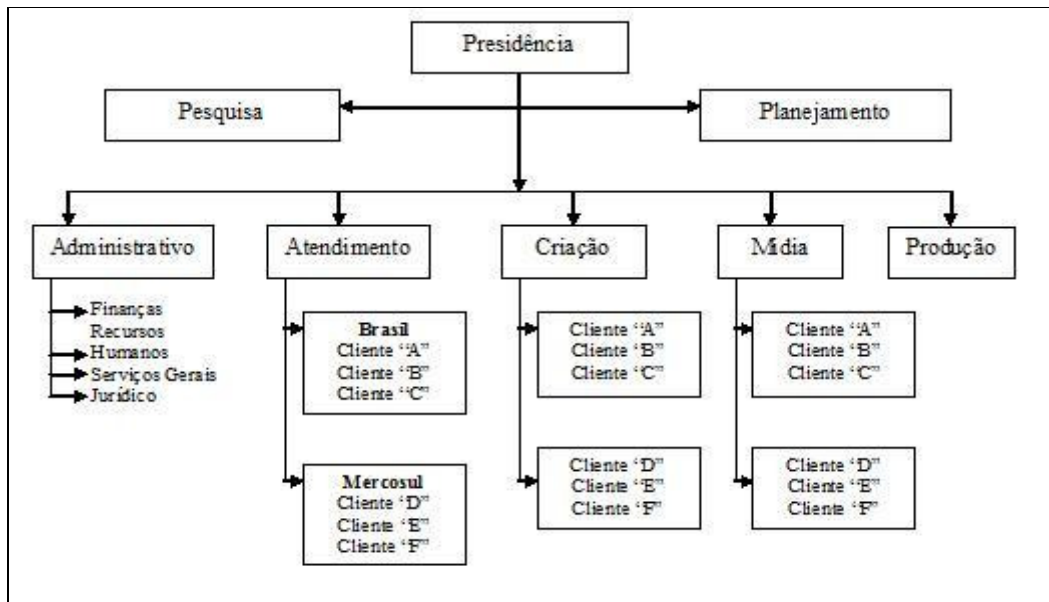 Presidência
Pesquisa
Planejamento
Administrativo
Atendimento
Criação
Mídia
Produção
Finanças
Recursos
Humanos
Serviços Gerais
Jurídico
Brasil
Cliente “A”
Cliente “B”
Cliente “C”
Mercosul
Cliente “D”
Cliente “E”
Cliente “F”
Cliente “A”
Cliente “B”
Cliente “C”
Cliente “D”
Cliente “E”
Cliente “F”
Cliente “A”
Cliente “B”
Cliente “C”
Cliente “D”
Cliente “E”
Cliente “F”